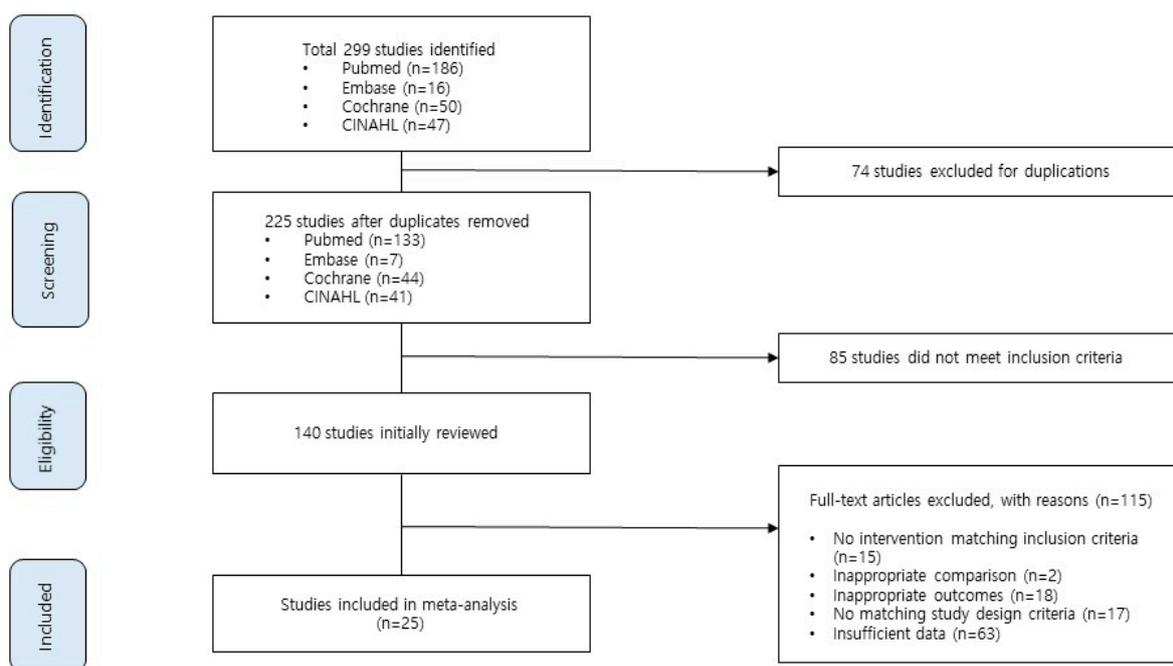 Identification
Total 299 studies identified
• Pubmed (n=186)
• Embase (n=16)
• Cochrane (n=50)
• CINAHL (n=47)
74 studies excluded for duplications
Screening
225 studies after duplicates removed
• Pubmed (n=133)
• Embase (n=7)
• Cochrane (n=44)
• CINAHL (n=41)
85 studies did not meet inclusion criteria
Eligibility
140 studies initially reviewed
Full-text articles excluded, with reasons (n=115)
• No intervention matching inclusion criteria
(n=15)
• Inappropriate comparison (n=2)
• Inappropriate outcomes (n=18)
• No matching study design criteria (n=17)
• Insufficient data (n=63)
Included
Studies included in meta-analysis
(n=25)